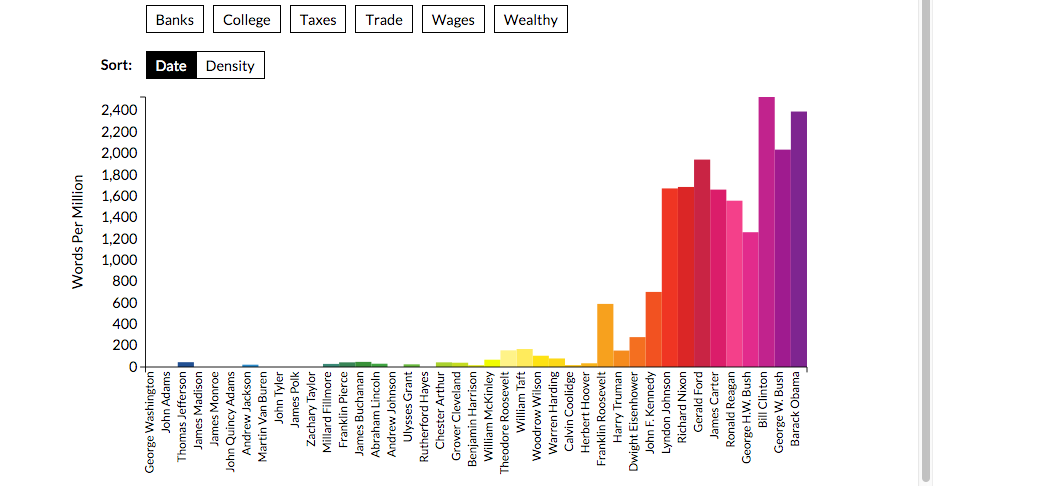 Banks College Taxes Trade Wages Wealthy
Sort: Date Density
Words Per Million
2,400
2,200
2,000
1,800
1,600
1,400
1,200
1,000
800
600
400
200
0
George Washington
John Adams
Thomas Jefferson
James Madison
James Monroe
John Quincy Adams
Andrew Jackson
Martin Van Buren
John Tyler
James Polk
Zachary Taylor
Millard Fillmore
Franklin Pierce
James Buchanan
Abraham Lincoln
Andrew Johnson
Ulysses Grant
Rutherford Hayes
Chester Arthur
Grover Cleveland
Benjamin Harrison
William McKinley
Theodore Roosevelt
William Taft
Woodrow Wilson
Warren Harding
Calvin Coolidge
Herbert Hoover
Franklin Roosevelt
Harry Truman
Dwight Eisenhower
John F. Kennedy
Lyndon Johnson
Richard Nixon
Gerald Ford
James Carter
Ronald Reagan
George H.W. Bush
Bill Clinton
George W. Bush
Barack Obama